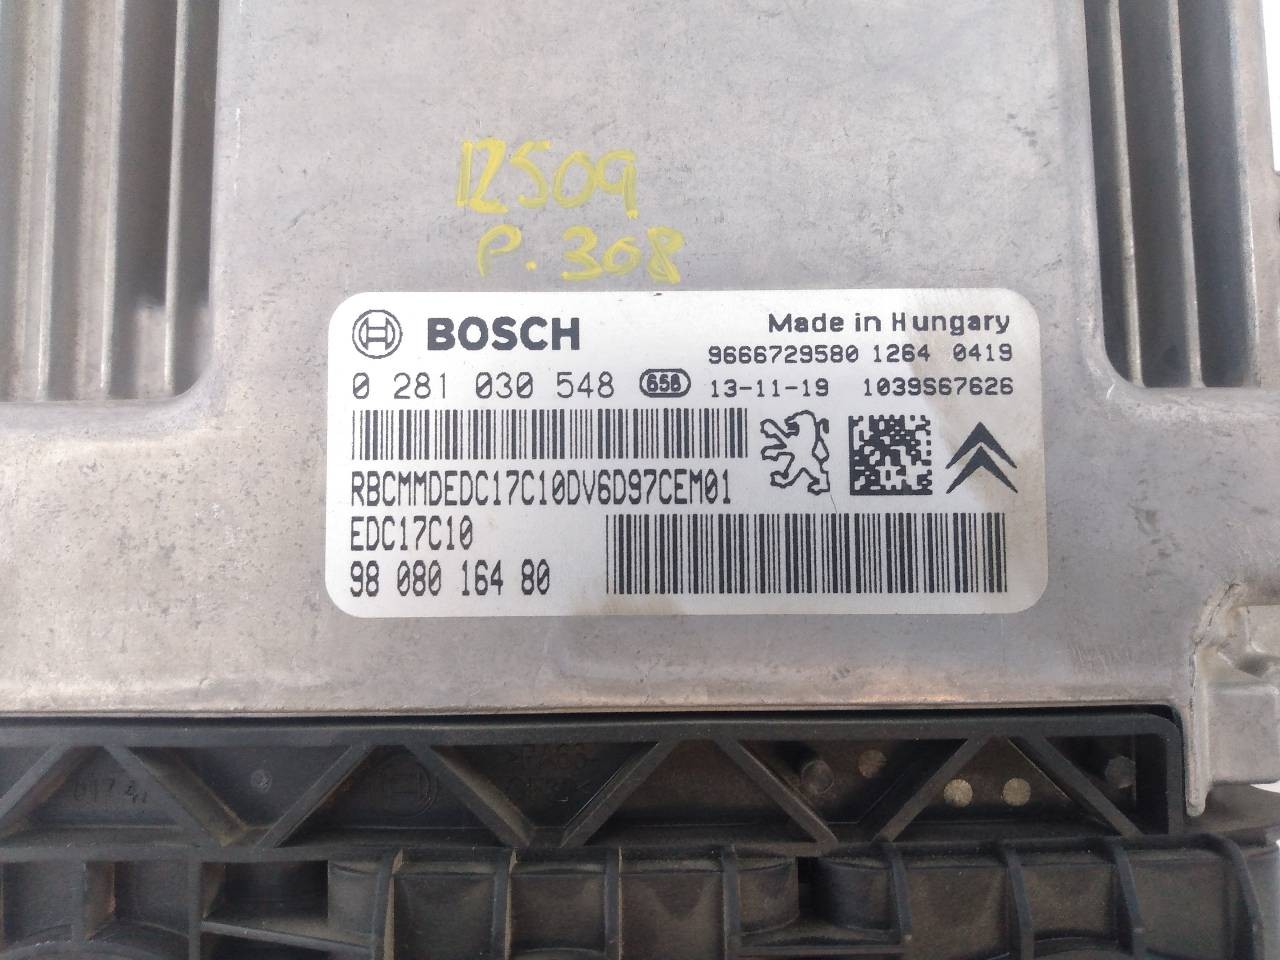 12509
P. 308
BOSCH
Made in Hungary
9666729580 1264 0419
0 281 030 548 656 13-11-19 1039S67626
RBCMMDEDC17C10DV6D97CEM01
EDC17C10
98 080 164 80